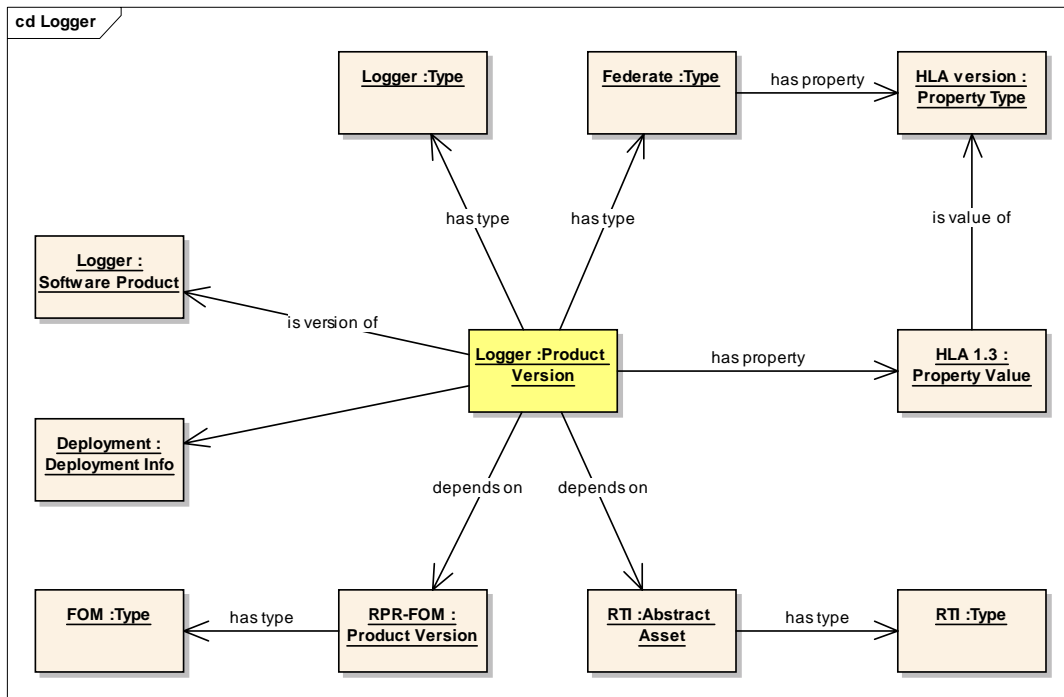 cd Logger
Logger :Type
Federate :Type
has property
HLA version :
Property Type
has type
has type
is value of
Logger :
Software Product
is version of
Logger :Product
Version
has property
HLA 1.3 :
Property Value
Deployment :
Deployment Info
depends on
depends on
FOM :Type
has type
RPR-FOM :
Product Version
RTI :Abstract
Asset
has type
RTI :Type